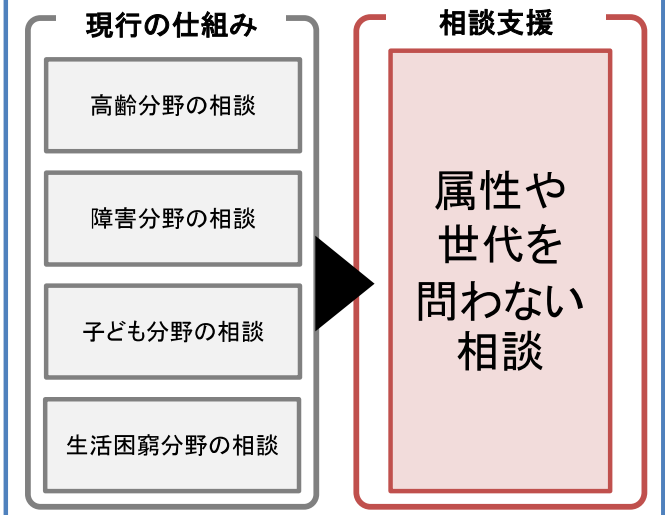 現行の仕組み
高齢分野の相談
障害分野の相談
子ども分野の相談
生活困窮分野の相談
相談支援
属性や
世代を
問わない
相談